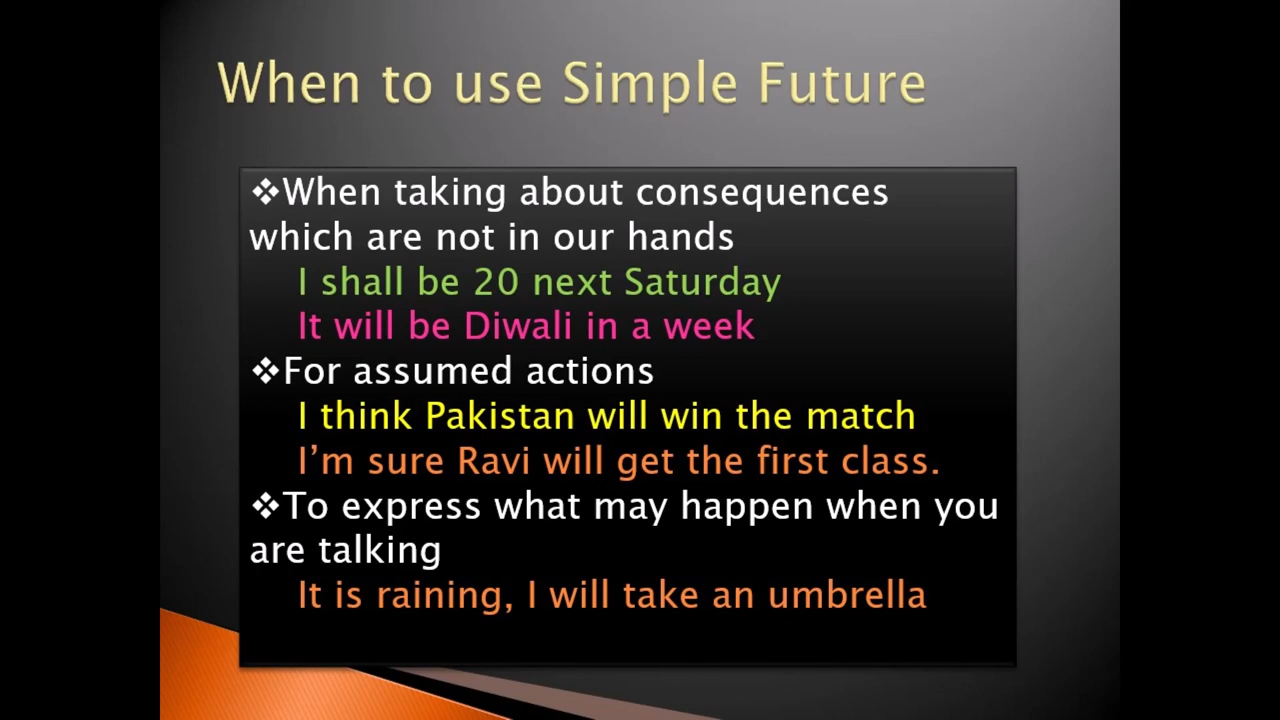 When to use Simple Future
❖When taking about consequences
which are not in our hands
I shall be 20 next Saturday
It will be Diwali in a week
❖For assumed actions
I think Pakistan will win the match
I’m sure Ravi will get the first class.
❖To express what may happen when you
are talking
It is raining, I will take an umbrella